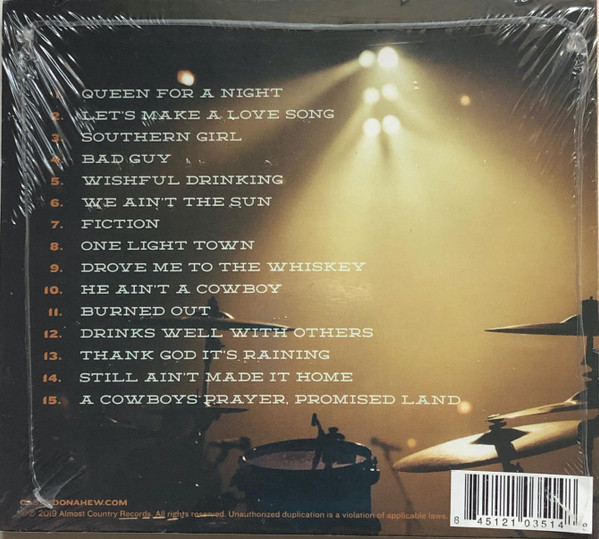 1. QUEEN FOR A NIGHT
2. LET'S MAKE A LOVE SONG
3. SOUTHERN GIRL
4. BAD GUY
5. WISHFUL DRINKING
6. WE AIN'T THE SUN
7. FICTION
8. ONE LIGHT TOWN
9. DROVE ME TO THE WHISKEY
10. HE AIN'T A COWBOY
11. BURNED OUT
12. DRINKS WELL WITH OTHERS
13. THANK GOD IT'S RAINING
14. STILL AIN'T MADE IT HOME
15. A COWBOYS PRAYER, PROMISED LAND
℗© 2019 Almost Country Records. All rights reserved. Unauthorized duplication is a violation of applicable laws.
8 45121 03514